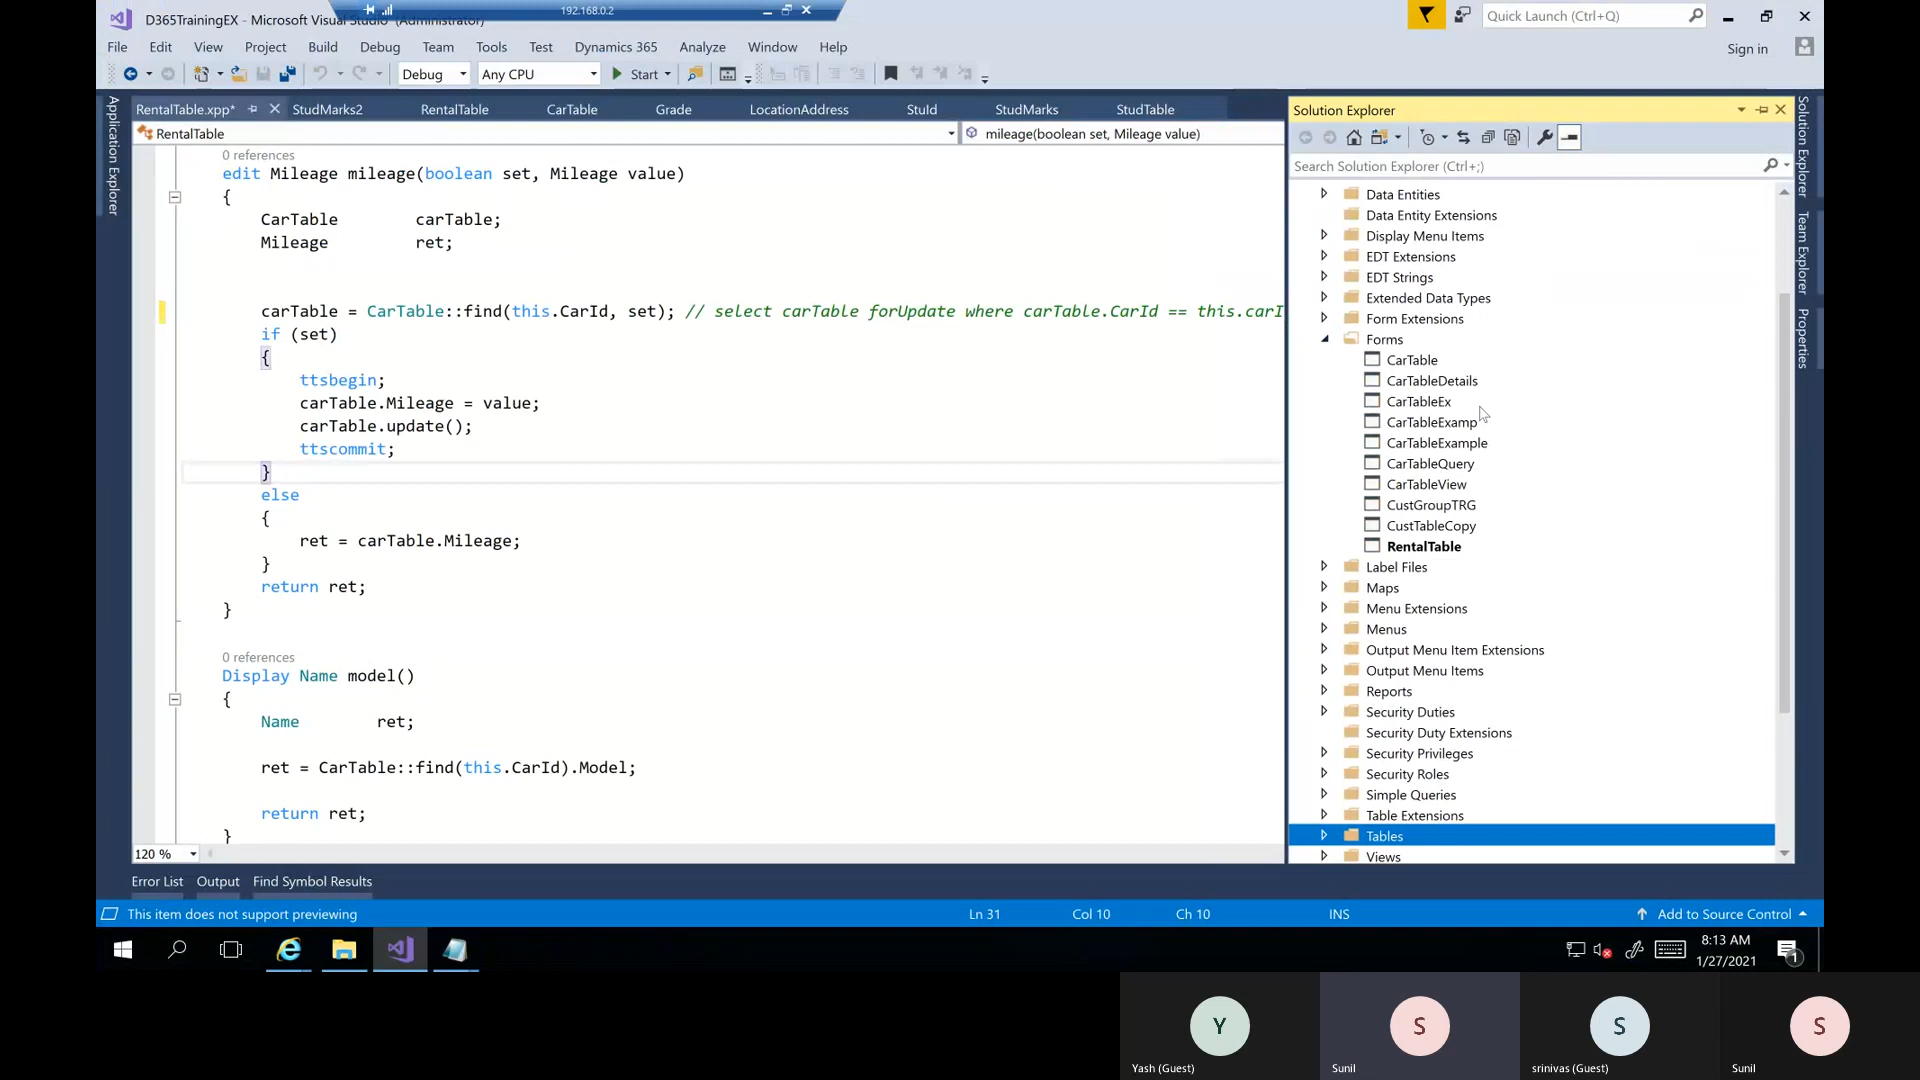 D365TrainingEX - Microsoft Visual Studio (Administrator)
192.168.0.2
Quick Launch (Ctrl+Q)
File Edit View Project Build Debug Team Tools Test Dynamics 365 Analyze Window Help
Sign in
Debug Any CPU Start
Application Explorer
RentalTable.xpp* StudMarks2 RentalTable CarTable Grade LocationAddress StuId StudMarks StudTable
RentalTable
mileage(boolean set, Mileage value)
0 references
edit Mileage mileage(boolean set, Mileage value)
{
CarTable carTable;
Mileage ret;
carTable = CarTable::find(this.CarId, set); // select carTable forUpdate where carTable.CarId == this.carI
if (set)
{
ttsbegin;
carTable.Mileage = value;
carTable.update();
ttscommit;
}
else
{
ret = carTable.Mileage;
}
return ret;
}
0 references
Display Name model()
{
Name ret;
ret = CarTable::find(this.CarId).Model;
return ret;
}
120 %
Solution Explorer
Search Solution Explorer (Ctrl+;)
Data Entities
Data Entity Extensions
Display Menu Items
EDT Extensions
EDT Strings
Extended Data Types
Form Extensions
Forms
CarTable
CarTableDetails
CarTableEx
CarTableExamp
CarTableExample
CarTableQuery
CarTableView
CustGroupTRG
CustTableCopy
RentalTable
Label Files
Maps
Menu Extensions
Menus
Output Menu Item Extensions
Output Menu Items
Reports
Security Duties
Security Duty Extensions
Security Privileges
Security Roles
Simple Queries
Table Extensions
Tables
Views
Solution Explorer
Team Explorer
Properties
Error List Output Find Symbol Results
This item does not support previewing
Ln 31 Col 10 Ch 10 INS
Add to Source Control
8:13 AM
1/27/2021
1
Y S S S
Yash (Guest) Sunil srinivas (Guest) Sunil